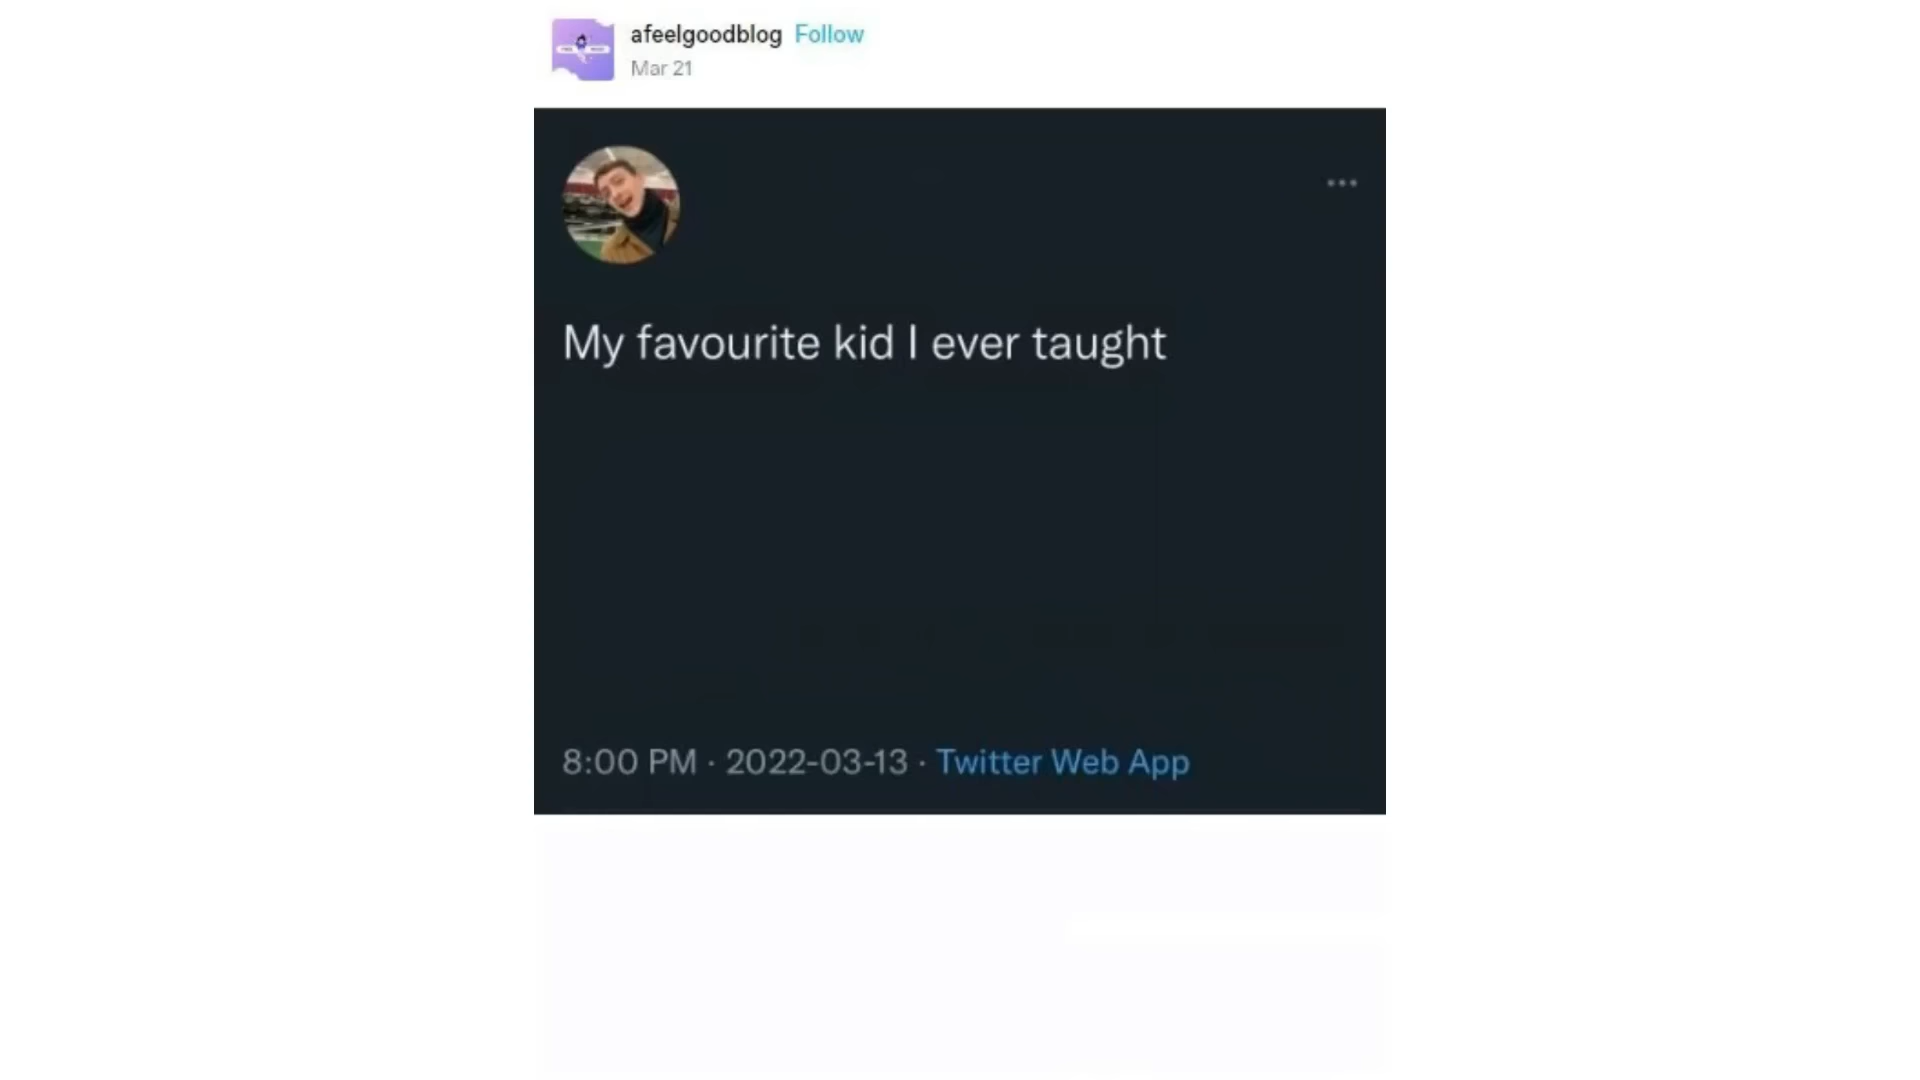 afeelgoodblog Follow
Mar 21
My favourite kid I ever taught
8:00 PM · 2022-03-13 · Twitter Web App